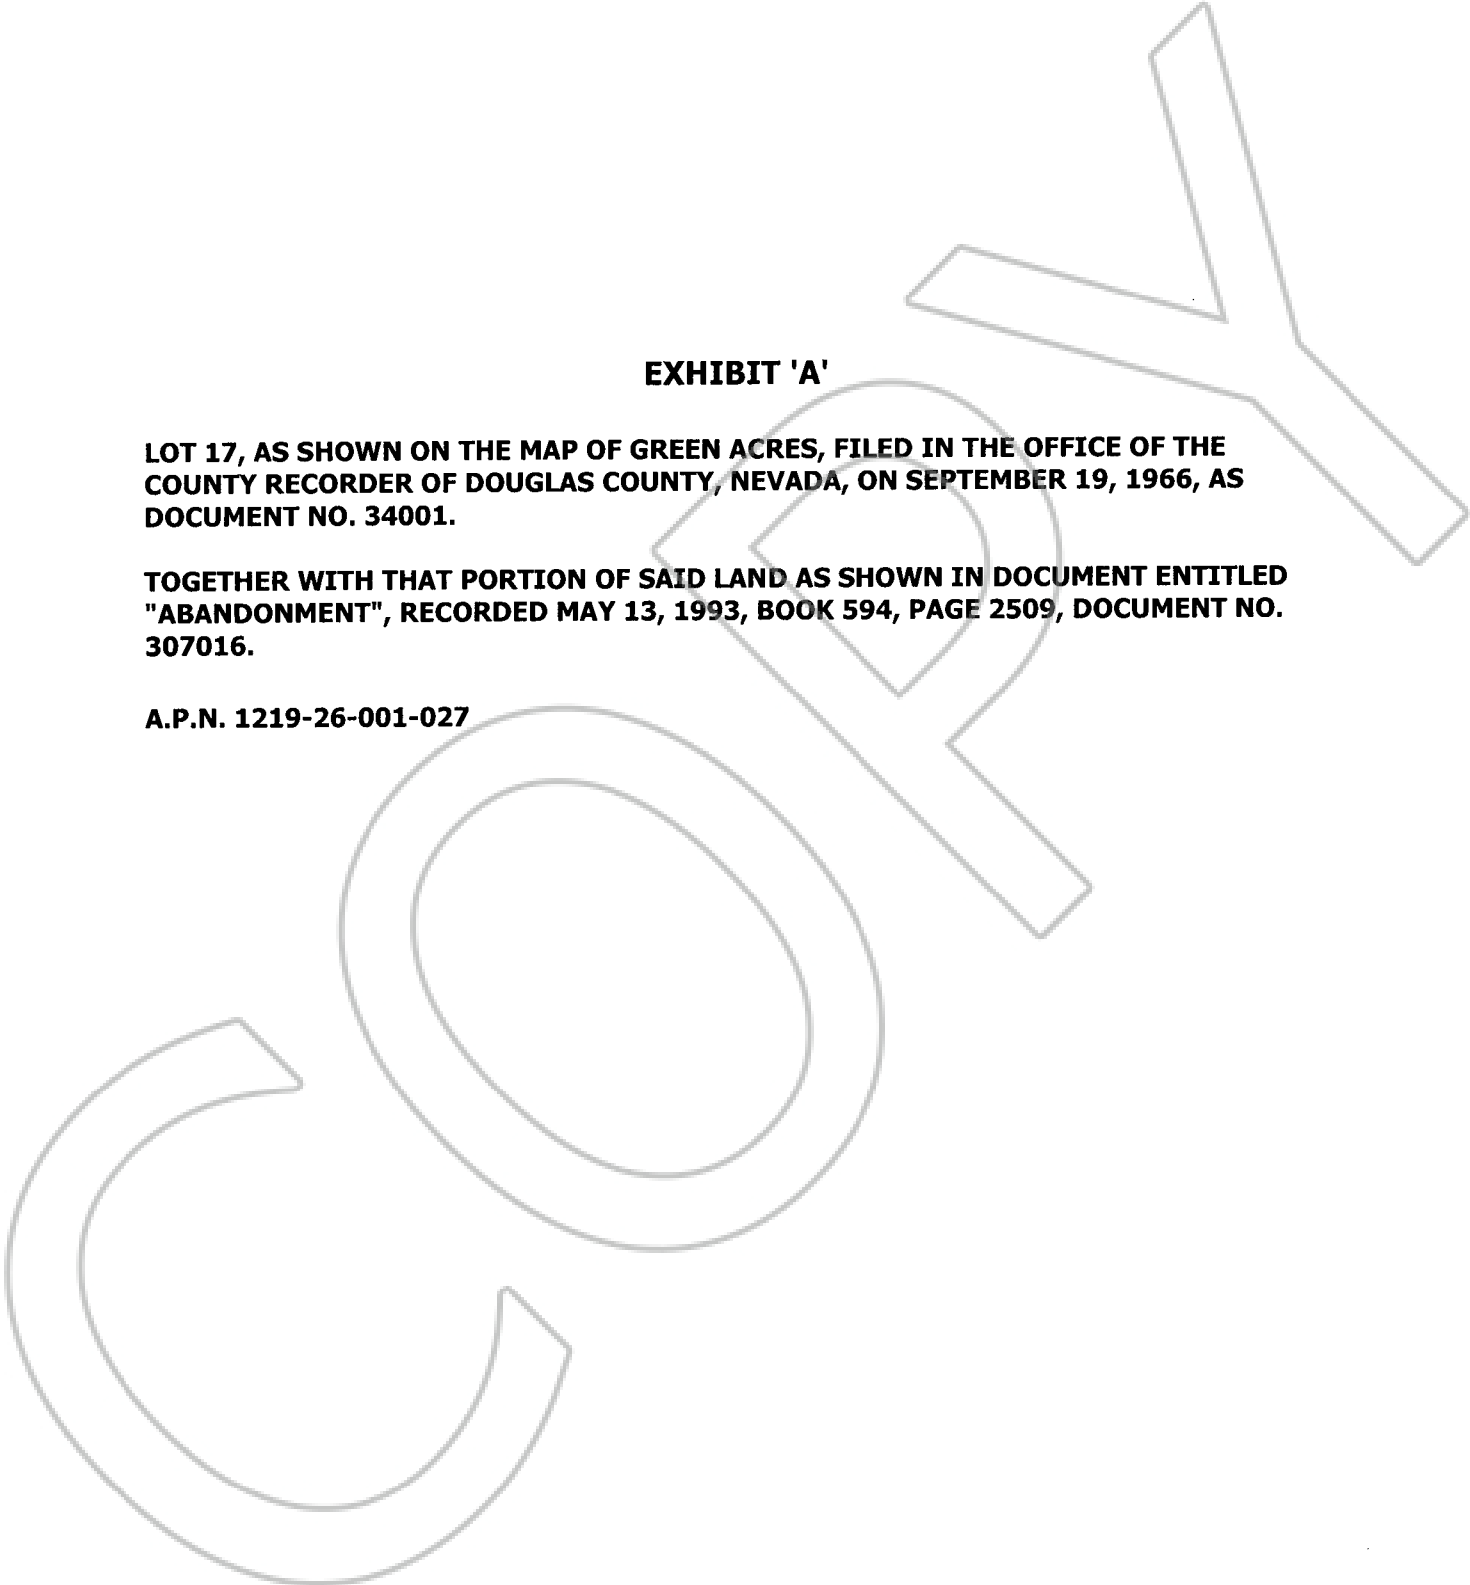 EXHIBIT 'A'
LOT 17, AS SHOWN ON THE MAP OF GREEN ACRES, FILED IN THE OFFICE OF THE
COUNTY RECORDER OF DOUGLAS COUNTY, NEVADA, ON SEPTEMBER 19, 1966, AS
DOCUMENT NO. 34001.
TOGETHER WITH THAT PORTION OF SAID LAND AS SHOWN IN DOCUMENT ENTITLED
"ABANDONMENT", RECORDED MAY 13, 1993, BOOK 594, PAGE 2509, DOCUMENT NO.
307016.
A.P.N. 1219-26-001-027
COPY